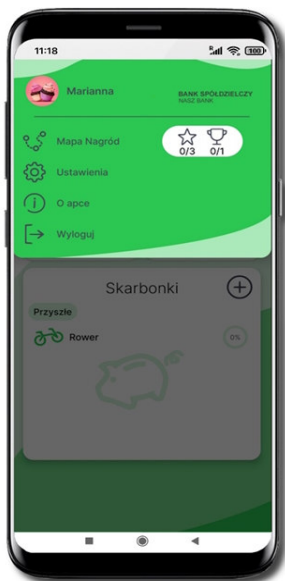 11:18
100
Marianna
BANK SPÓŁDZIELCZY
NASZ BANK
Mapa Nagród
0/3
0/1
Ustawienia
O apce
Wyloguj
Skarbonki
Przyszłe
Rower
0%